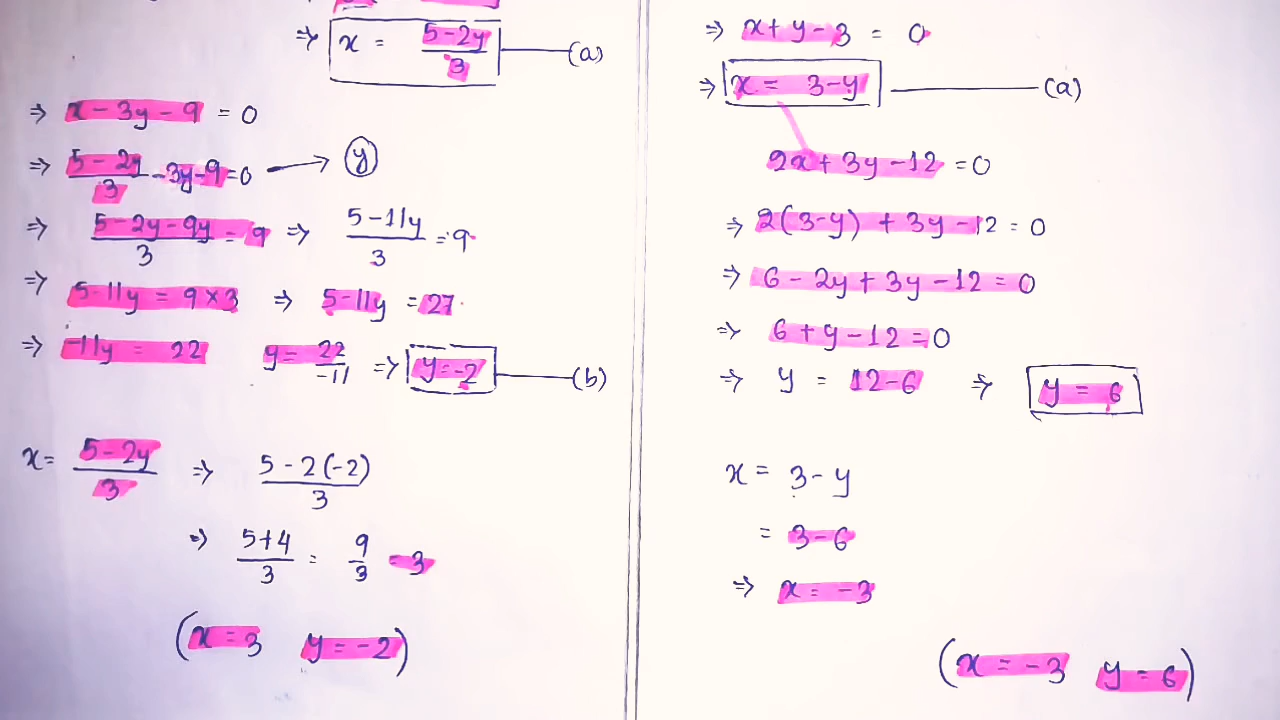 ⇒ x = (5-2y)/3 —(a)
⇒ x - 3y - 9 = 0
⇒ (5 - 2y)/3 - 3y - 9 = 0 → y
⇒ (5-2y-9y)/3 = 9 ⇒ (5-11y)/3 = 9
⇒ 5-11y = 9×3 ⇒ 5-11y = 27
⇒ -11y = 22 y = 22/-11 ⇒ y=-2 —(b)
x = (5-2y)/3 ⇒ (5-2(-2))/3
⇒ (5+4)/3 = 9/3 = 3
(x = 3 y = -2)
⇒ x + y - 3 = 0
⇒ x = 3-y —(a)
2x + 3y - 12 = 0
⇒ 2(3-y) + 3y - 12 = 0
⇒ 6 - 2y + 3y - 12 = 0
⇒ 6 + y - 12 = 0
⇒ y = 12-6 ⇒ y = 6
x = 3 - y
= 3-6
⇒ x = -3
(x = -3 y = 6)